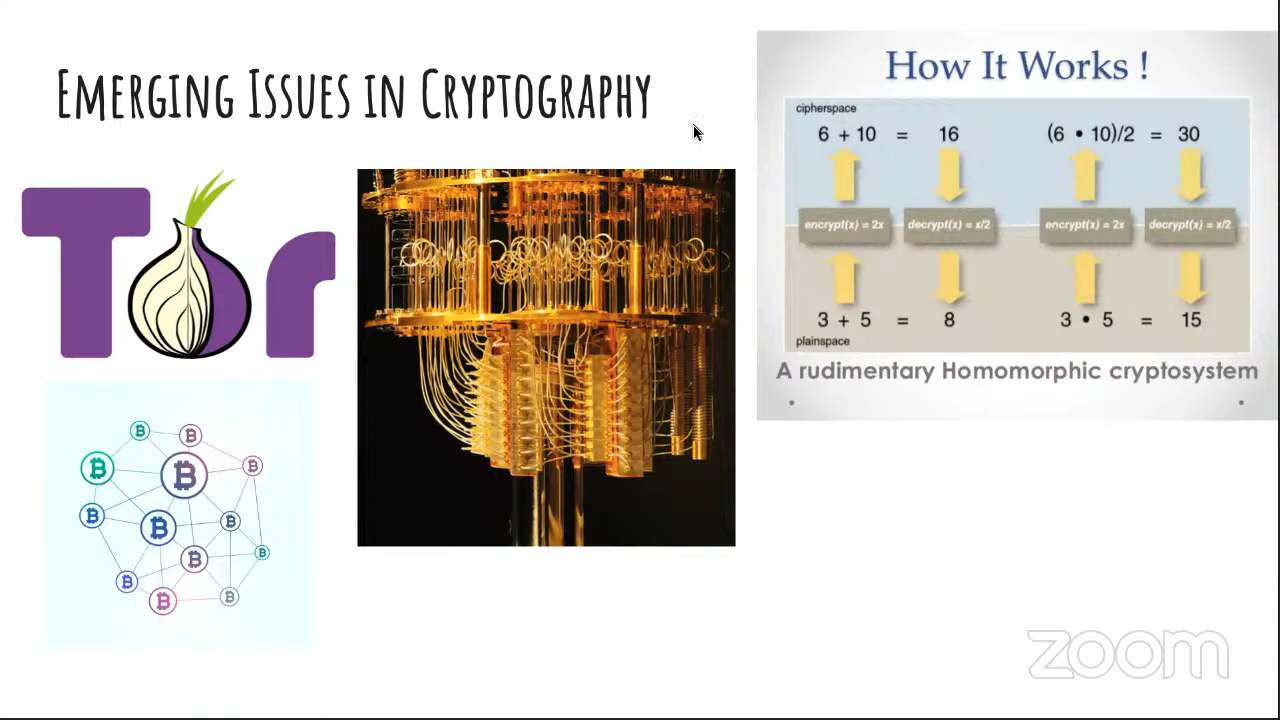 EMERGING ISSUES IN CRYPTOGRAPHY
Tor
How It Works !
cipherspace
6 + 10 = 16
(6 • 10)/2 = 30
encrypt(x) = 2x
decrypt(x) = x/2
encrypt(x) = 2x
decrypt(x) = x/2
3 + 5 = 8
3 • 5 = 15
plainspace
A rudimentary Homomorphic cryptosystem
zoom